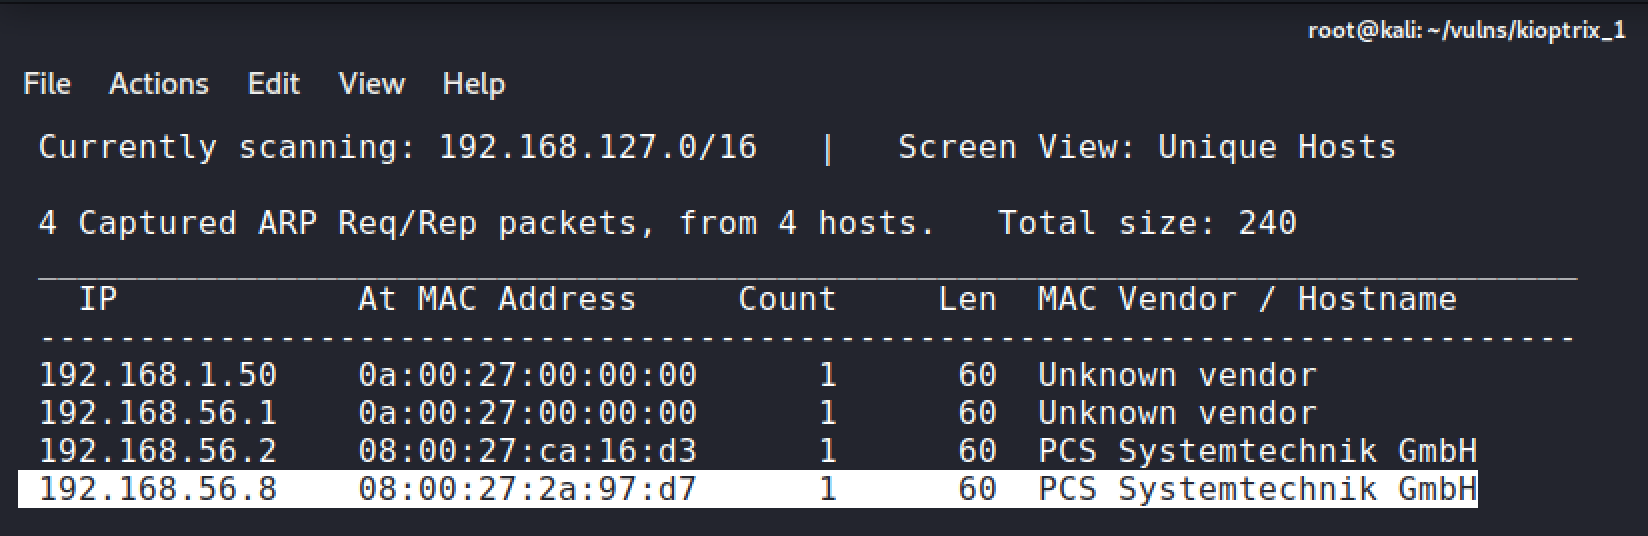 root@kali: ~/vulns/kioptrix_1
File Actions Edit View Help
Currently scanning: 192.168.127.0/16 | Screen View: Unique Hosts
4 Captured ARP Req/Rep packets, from 4 hosts. Total size: 240
_____________________________________________________________________________
IP At MAC Address Count Len MAC Vendor / Hostname
-----------------------------------------------------------------------------
192.168.1.50 0a:00:27:00:00:00 1 60 Unknown vendor
192.168.56.1 0a:00:27:00:00:00 1 60 Unknown vendor
192.168.56.2 08:00:27:ca:16:d3 1 60 PCS Systemtechnik GmbH
192.168.56.8 08:00:27:2a:97:d7 1 60 PCS Systemtechnik GmbH